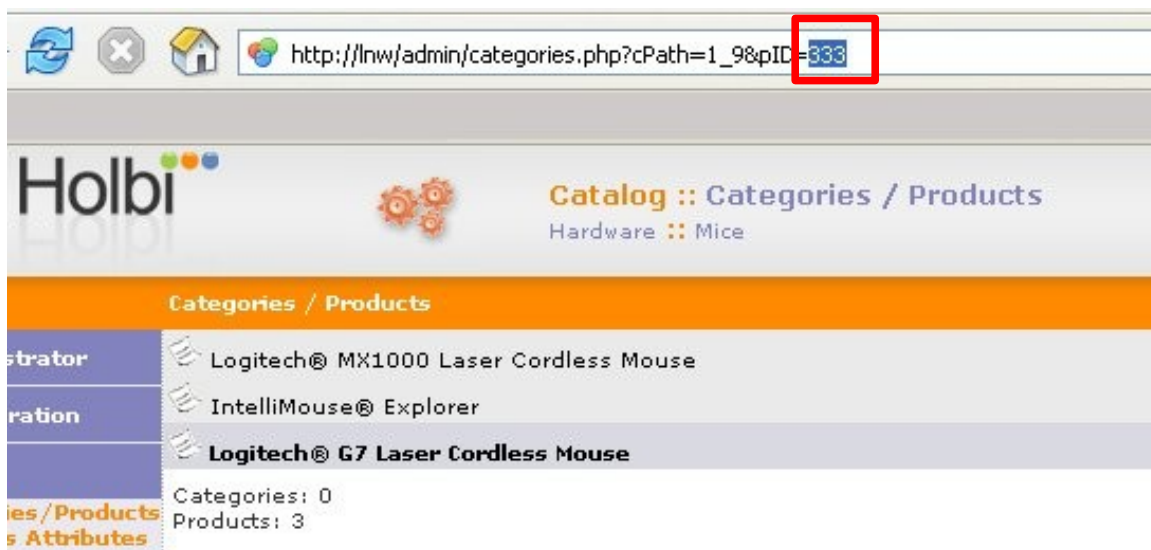 http://lnw/admin/categories.php?cPath=1_9&pID=333
Holbi
Catalog :: Categories / Products
Hardware :: Mice
Categories / Products
strator
Logitech® MX1000 Laser Cordless Mouse
ration
IntelliMouse® Explorer
Logitech® G7 Laser Cordless Mouse
Categories: 0
ies/Products
Products: 3
s Attributes